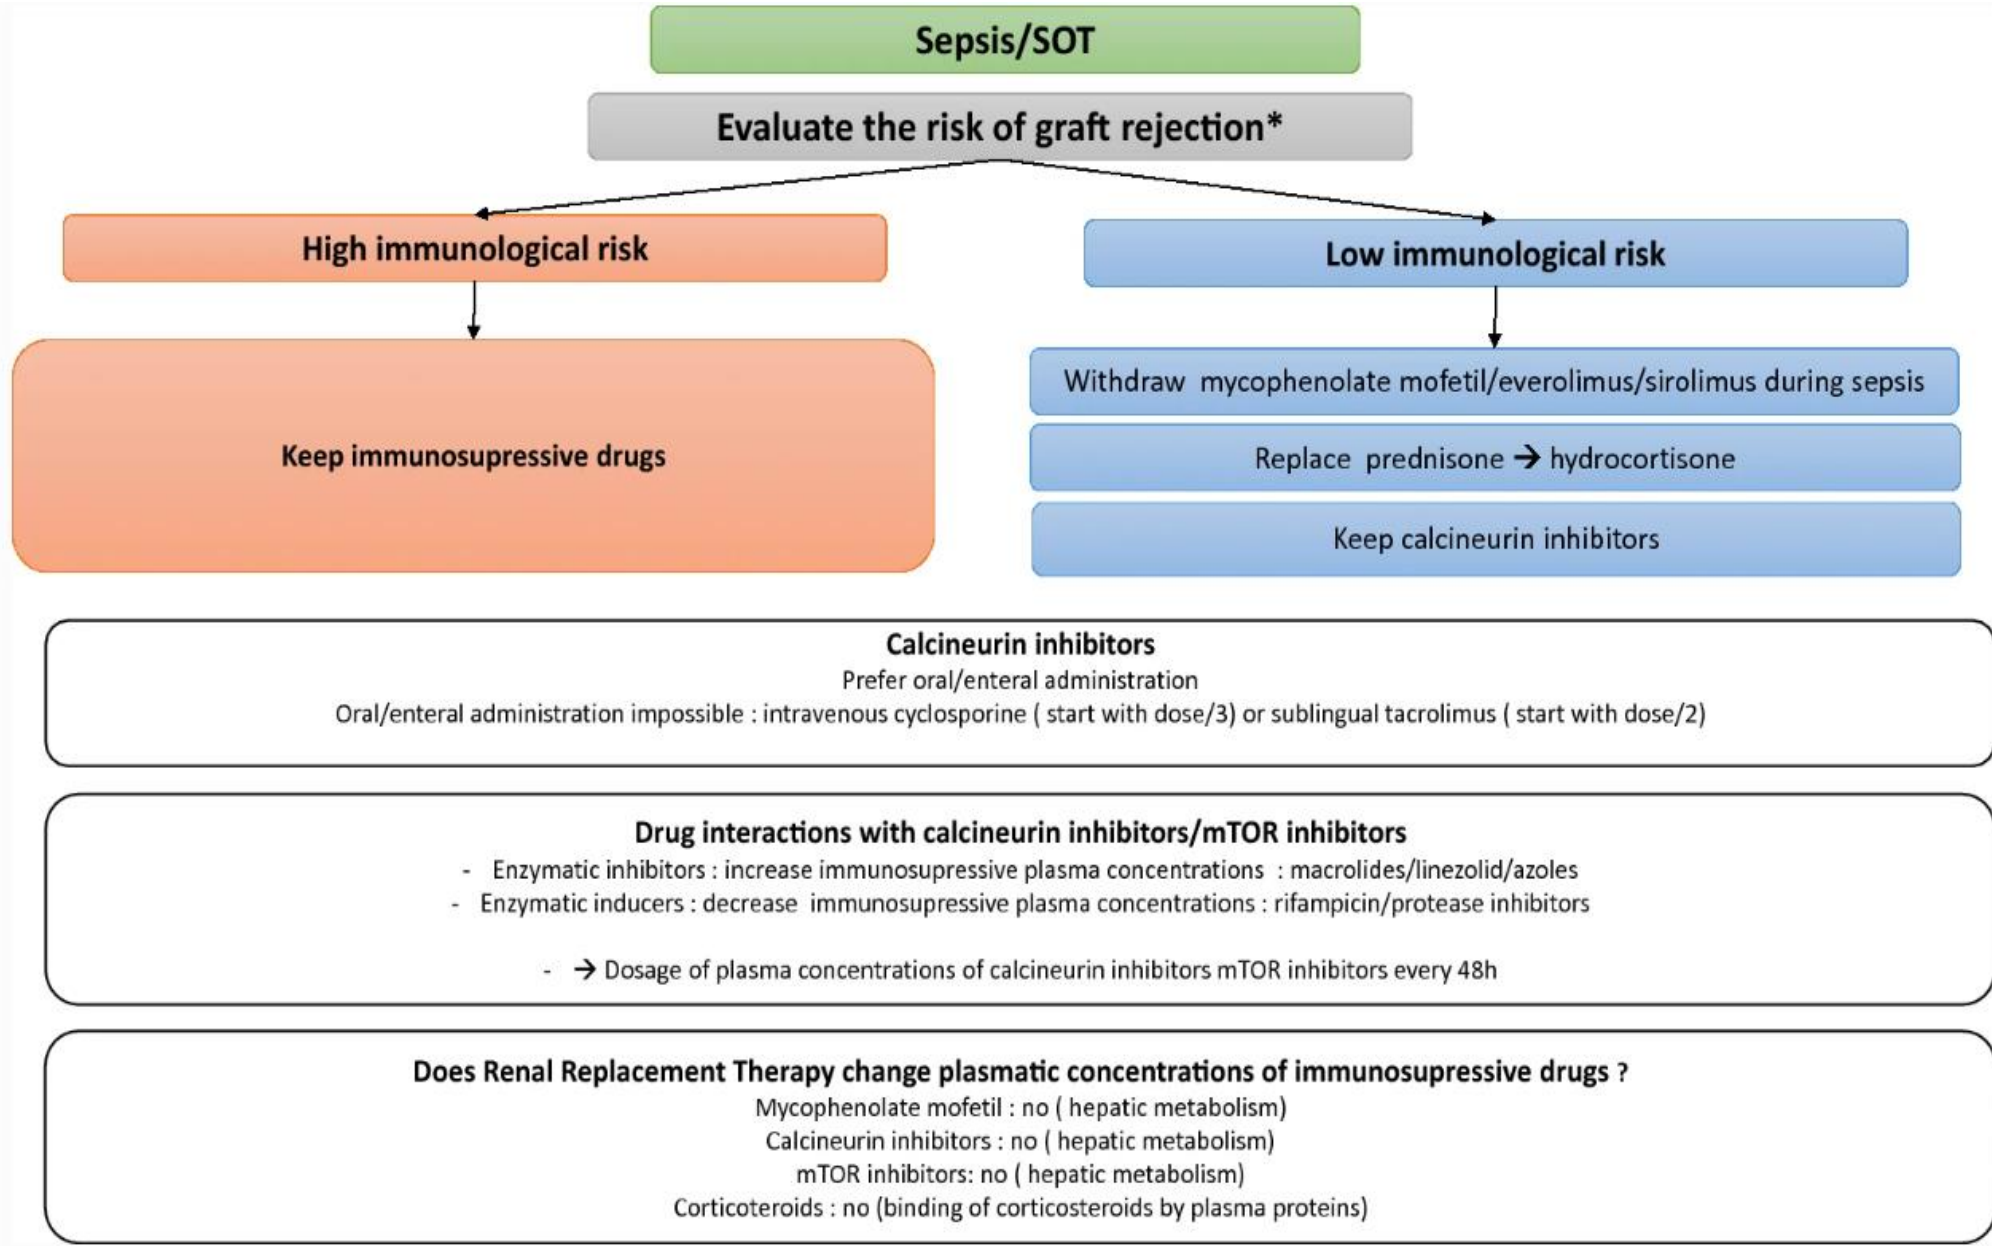 Sepsis/SOT
Evaluate the risk of graft rejection*
High immunological risk
Low immunological risk
Keep immunosupressive drugs
Withdraw mycophenolate mofetil/everolimus/sirolimus during sepsis
Replace prednisone → hydrocortisone
Keep calcineurin inhibitors
Calcineurin inhibitors
Prefer oral/enteral administration
Oral/enteral administration impossible : intravenous cyclosporine ( start with dose/3) or sublingual tacrolimus ( start with dose/2)
Drug interactions with calcineurin inhibitors/mTOR inhibitors
- Enzymatic inhibitors : increase immunosupressive plasma concentrations : macrolides/linezolid/azoles
- Enzymatic inducers : decrease immunosupressive plasma concentrations : rifampicin/protease inhibitors
- → Dosage of plasma concentrations of calcineurin inhibitors mTOR inhibitors every 48h
Does Renal Replacement Therapy change plasmatic concentrations of immunosupressive drugs ?
Mycophenolate mofetil : no ( hepatic metabolism)
Calcineurin inhibitors : no ( hepatic metabolism)
mTOR inhibitors: no ( hepatic metabolism)
Corticoteroids : no (binding of corticosteroids by plasma proteins)